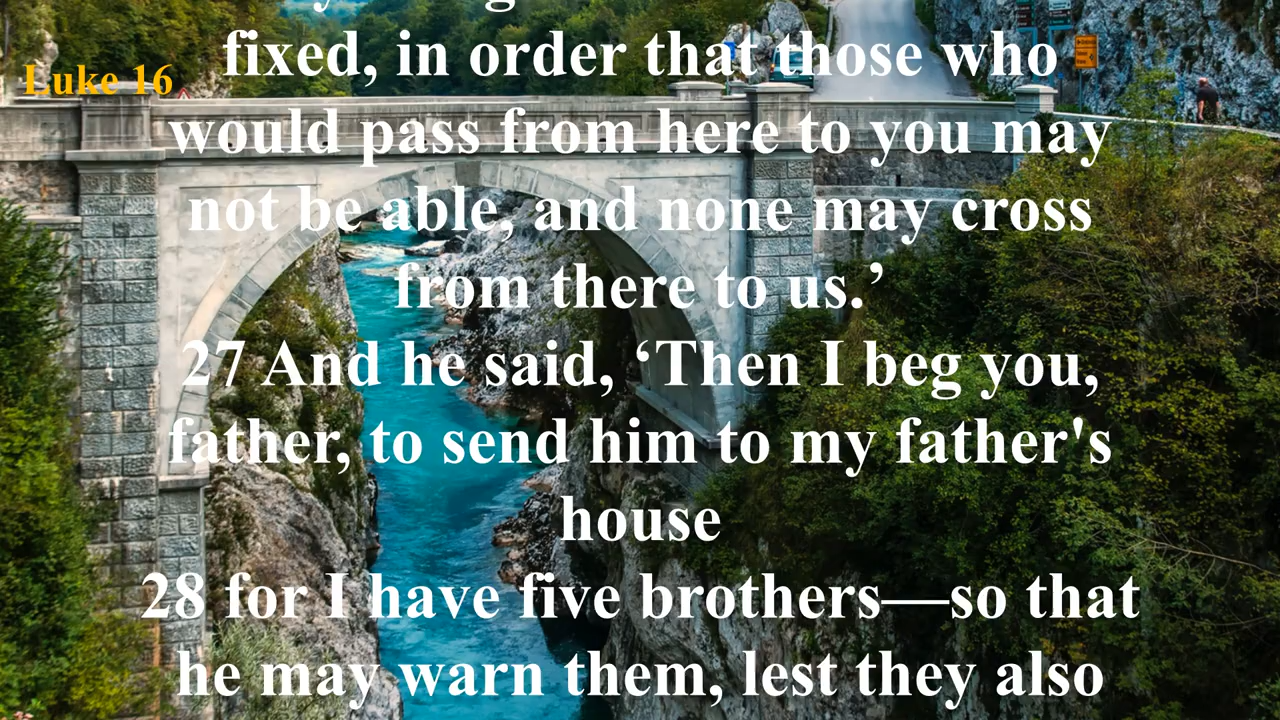 Luke 16
fixed, in order that those who
would pass from here to you may
not be able, and none may cross
from there to us.’
27 And he said, ‘Then I beg you,
father, to send him to my father's
house
28 for I have five brothers—so that
he may warn them, lest they also